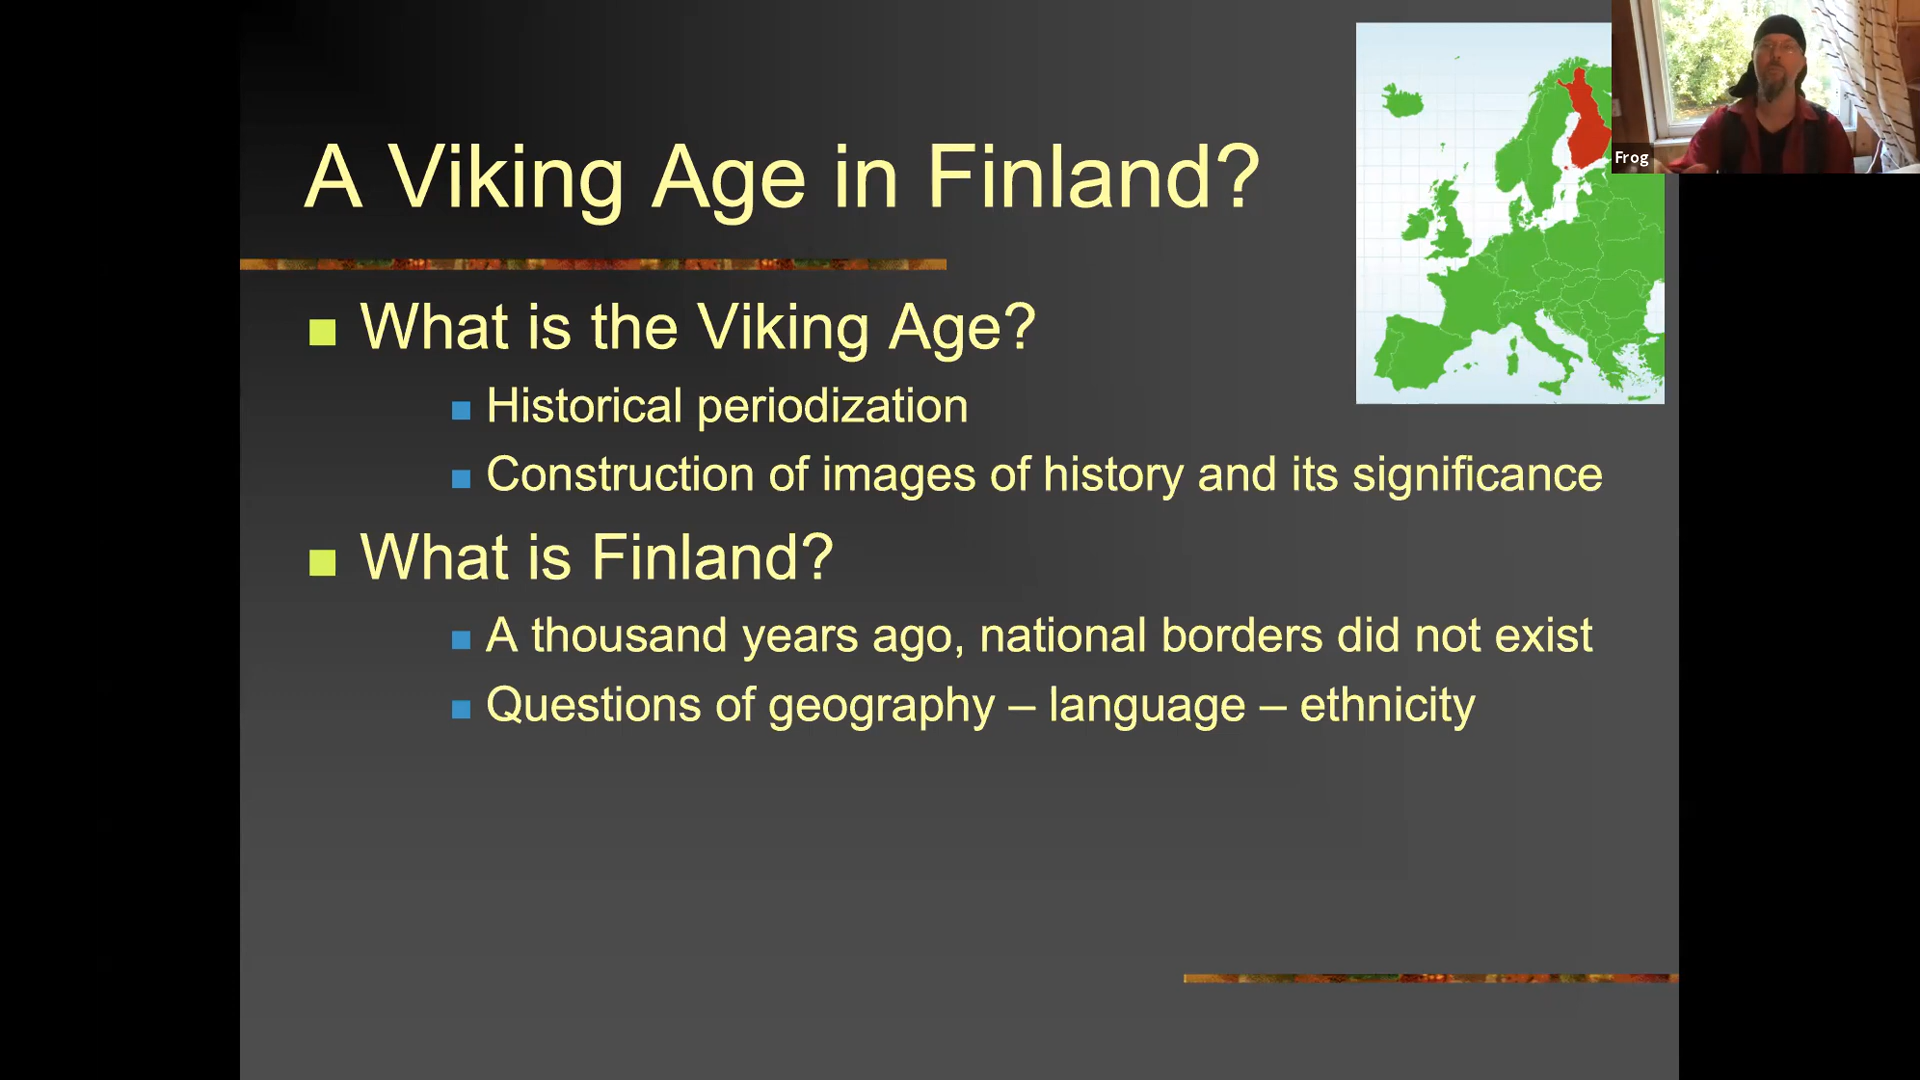 A Viking Age in Finland?
Frog
What is the Viking Age?
Historical periodization
Construction of images of history and its significance
What is Finland?
A thousand years ago, national borders did not exist
Questions of geography – language – ethnicity